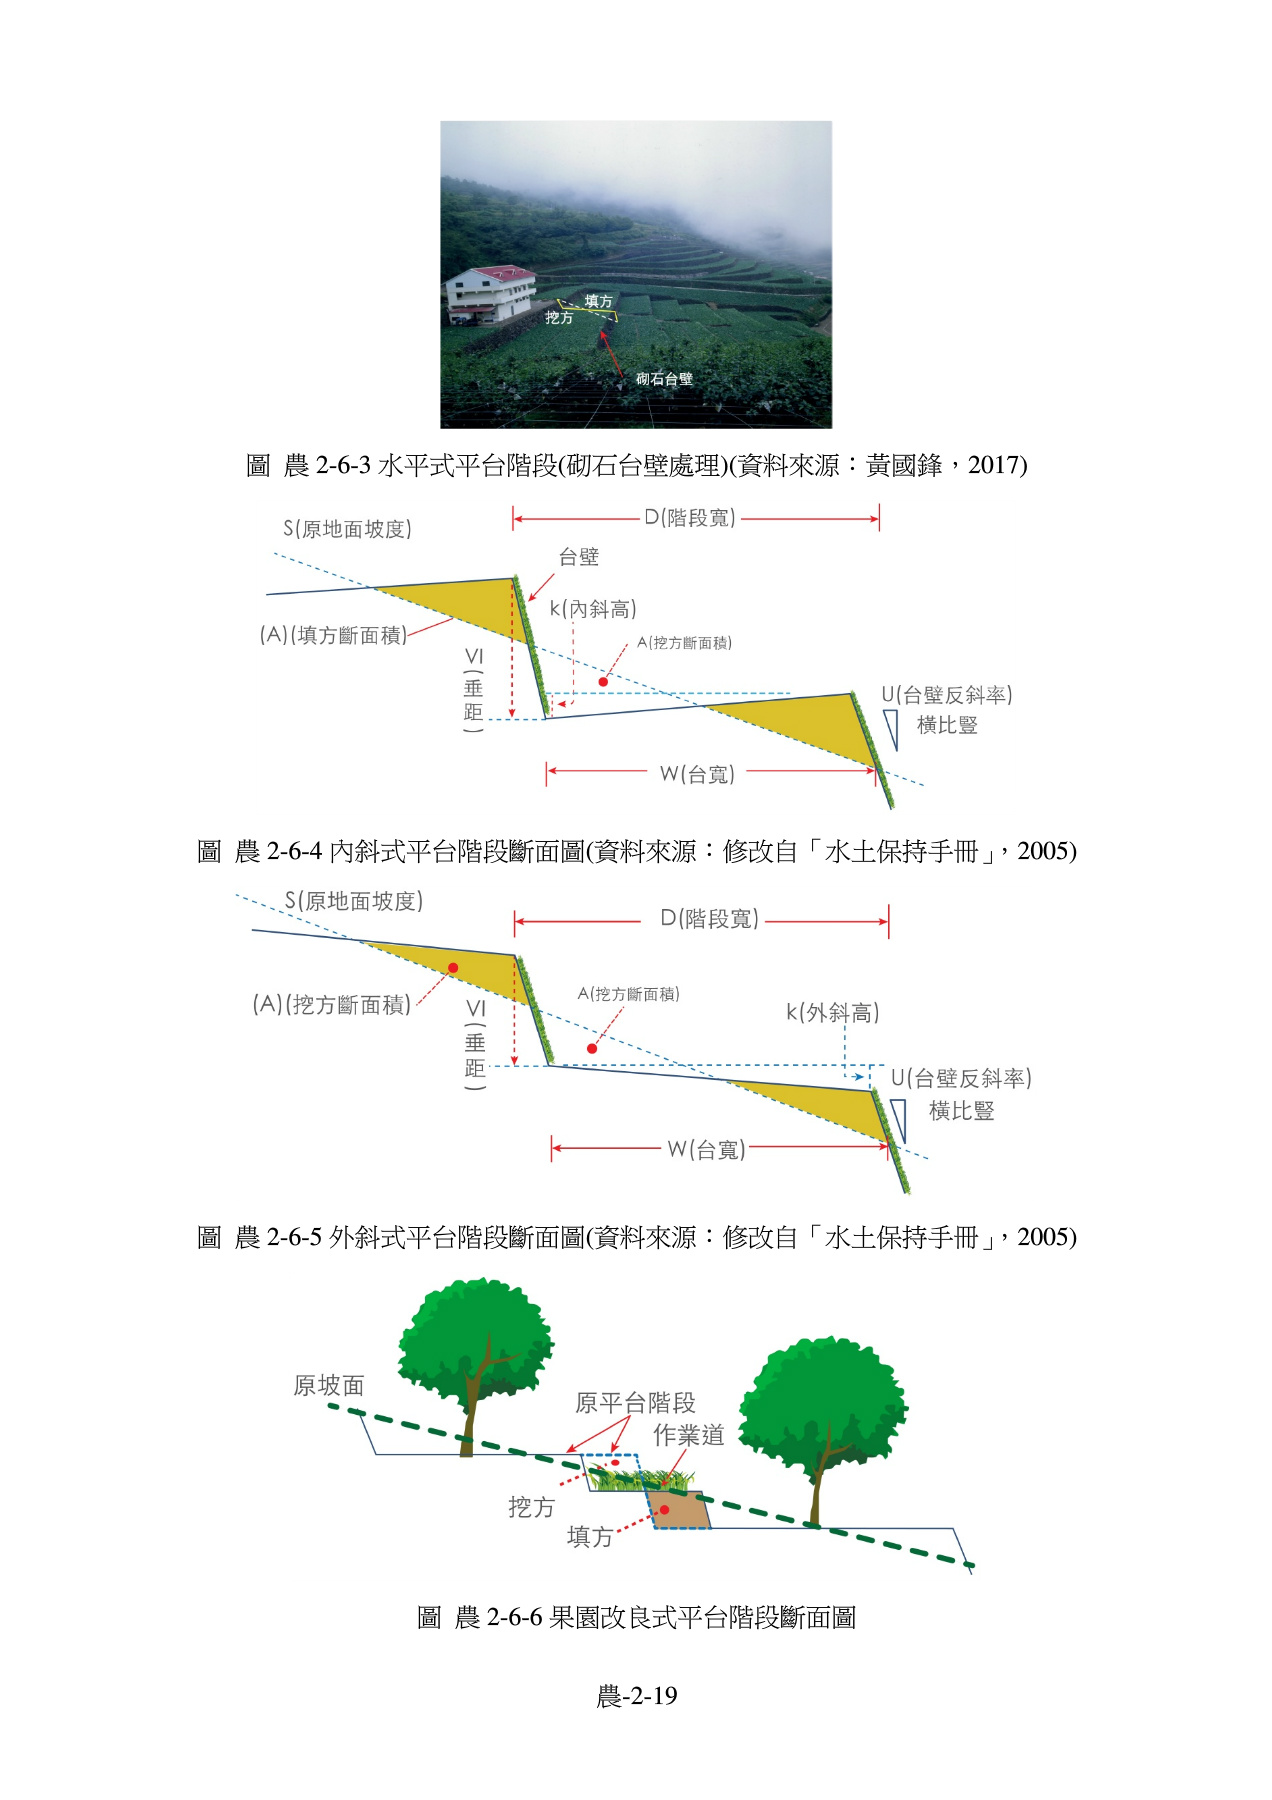 填方
挖方
砌石台壁
圖 農 2-6-3 水平式平台階段(砌石台壁處理)(資料來源：黃國鋒，2017)
D(階段寬)
S(原地面坡度)
台壁
k(內斜高)
(A)(填方斷面積)
A(挖方斷面積)
VI(垂距)
U(台壁反斜率)
橫比豎
W(台寬)
圖 農 2-6-4 內斜式平台階段斷面圖(資料來源：修改自「水土保持手冊」，2005)
S(原地面坡度)
D(階段寬)
A(挖方斷面積)
(A)(挖方斷面積)
VI(垂距)
k(外斜高)
U(台壁反斜率)
橫比豎
W(台寬)
圖 農 2-6-5 外斜式平台階段斷面圖(資料來源：修改自「水土保持手冊」，2005)
原坡面
原平台階段
作業道
挖方
填方
圖 農 2-6-6 果園改良式平台階段斷面圖
農-2-19